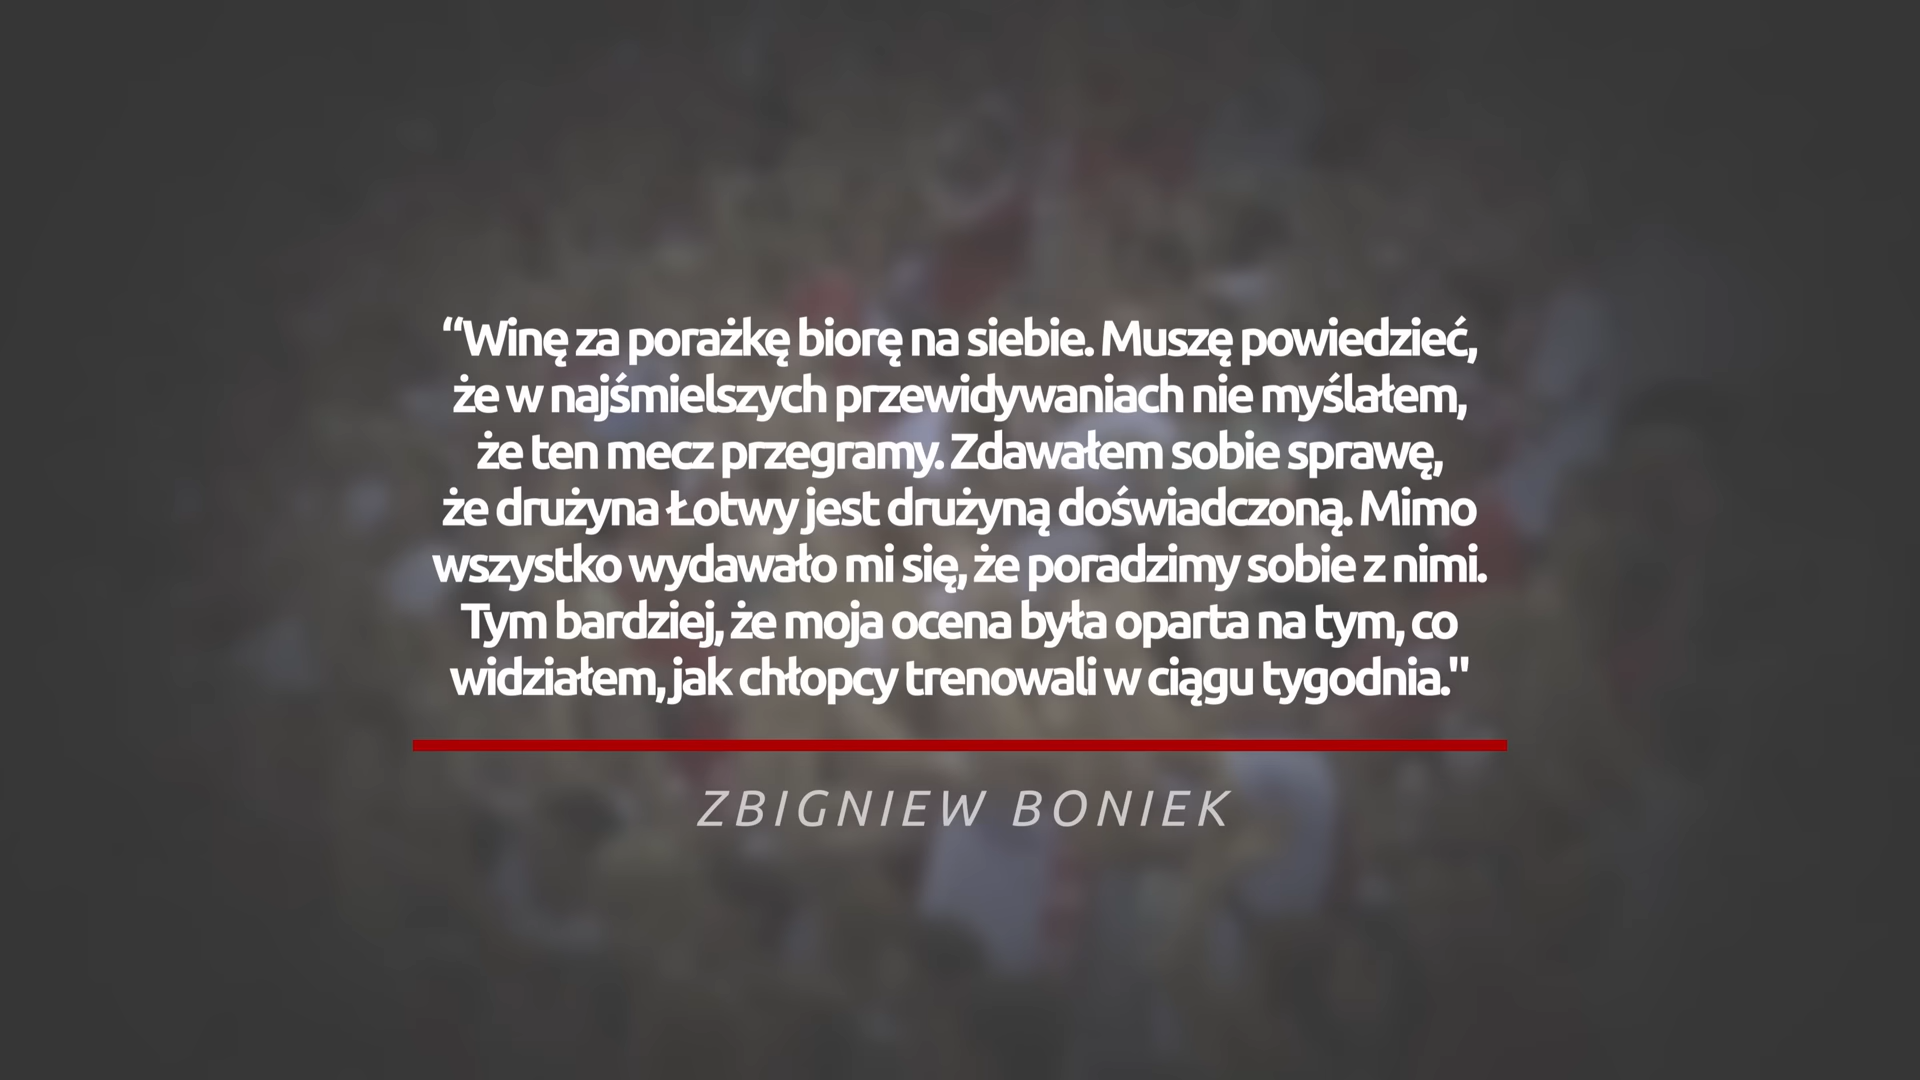 “Winę za porażkę biorę na siebie. Muszę powiedzieć,
że w najśmielszych przewidywaniach nie myślałem,
że ten mecz przegramy. Zdawałem sobie sprawę,
że drużyna Łotwy jest drużyną doświadczoną. Mimo
wszystko wydawało mi się, że poradzimy sobie z nimi.
Tym bardziej, że moja ocena była oparta na tym, co
widziałem, jak chłopcy trenowali w ciągu tygodnia."
ZBIGNIEW BONIEK